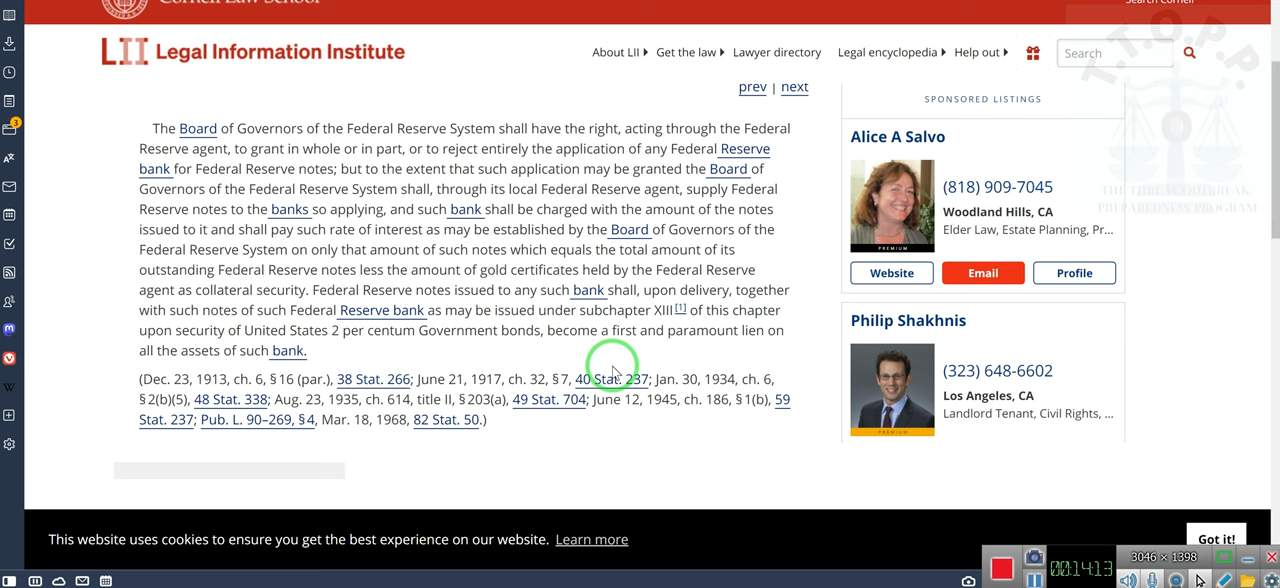 Cornell Law School
Search Cornell
LII Legal Information Institute
About LII Get the law Lawyer directory Legal encyclopedia Help out Search
T.T.O.P.P.
THE THREAT OUTBREAK
PREPAREDNESS PROGRAM
prev | next
The Board of Governors of the Federal Reserve System shall have the right, acting through the Federal
Reserve agent, to grant in whole or in part, or to reject entirely the application of any Federal Reserve
bank for Federal Reserve notes; but to the extent that such application may be granted the Board of
Governors of the Federal Reserve System shall, through its local Federal Reserve agent, supply Federal
Reserve notes to the banks so applying, and such bank shall be charged with the amount of the notes
issued to it and shall pay such rate of interest as may be established by the Board of Governors of the
Federal Reserve System on only that amount of such notes which equals the total amount of its
outstanding Federal Reserve notes less the amount of gold certificates held by the Federal Reserve
agent as collateral security. Federal Reserve notes issued to any such bank shall, upon delivery, together
with such notes of such Federal Reserve bank as may be issued under subchapter XIII[1] of this chapter
upon security of United States 2 per centum Government bonds, become a first and paramount lien on
all the assets of such bank.
(Dec. 23, 1913, ch. 6, § 16 (par.), 38 Stat. 266; June 21, 1917, ch. 32, § 7, 40 Stat. 237; Jan. 30, 1934, ch. 6,
§ 2(b)(5), 48 Stat. 338; Aug. 23, 1935, ch. 614, title II, § 203(a), 49 Stat. 704; June 12, 1945, ch. 186, § 1(b), 59
Stat. 237; Pub. L. 90–269, § 4, Mar. 18, 1968, 82 Stat. 50.)
SPONSORED LISTINGS
Alice A Salvo
(818) 909-7045
Woodland Hills, CA
Elder Law, Estate Planning, Pr...
PREMIUM
Website Email Profile
Philip Shakhnis
(323) 648-6602
Los Angeles, CA
Landlord Tenant, Civil Rights, ...
PREMIUM
This website uses cookies to ensure you get the best experience on our website. Learn more
Got it!
3046 × 1398
00:14:13
3